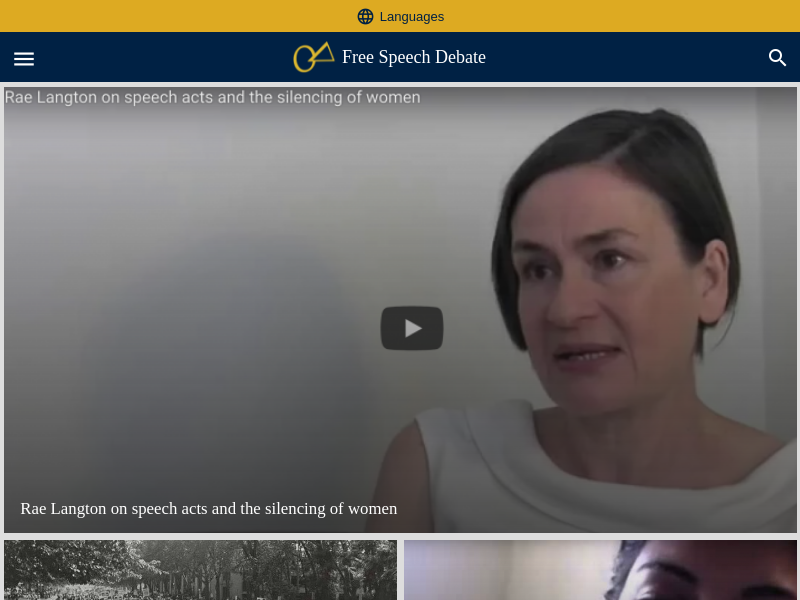 Languages
Free Speech Debate
Rae Langton on speech acts and the silencing of women
Rae Langton on speech acts and the silencing of women